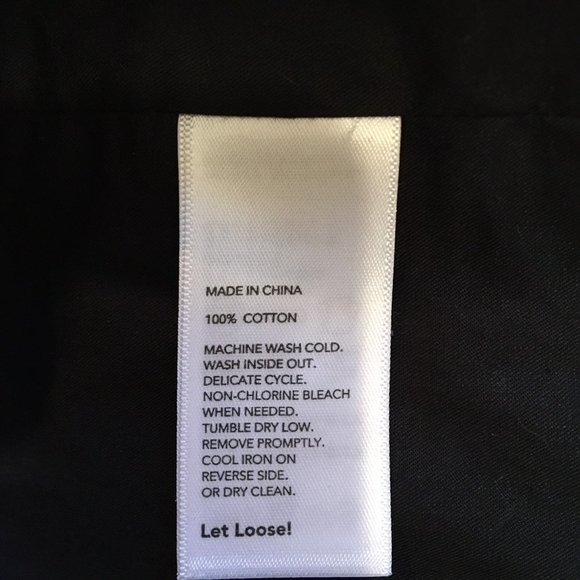 MADE IN CHINA
100% COTTON
MACHINE WASH COLD.
WASH INSIDE OUT.
DELICATE CYCLE.
NON-CHLORINE BLEACH
WHEN NEEDED.
TUMBLE DRY LOW.
REMOVE PROMPTLY.
COOL IRON ON
REVERSE SIDE.
OR DRY CLEAN.
Let Loose!